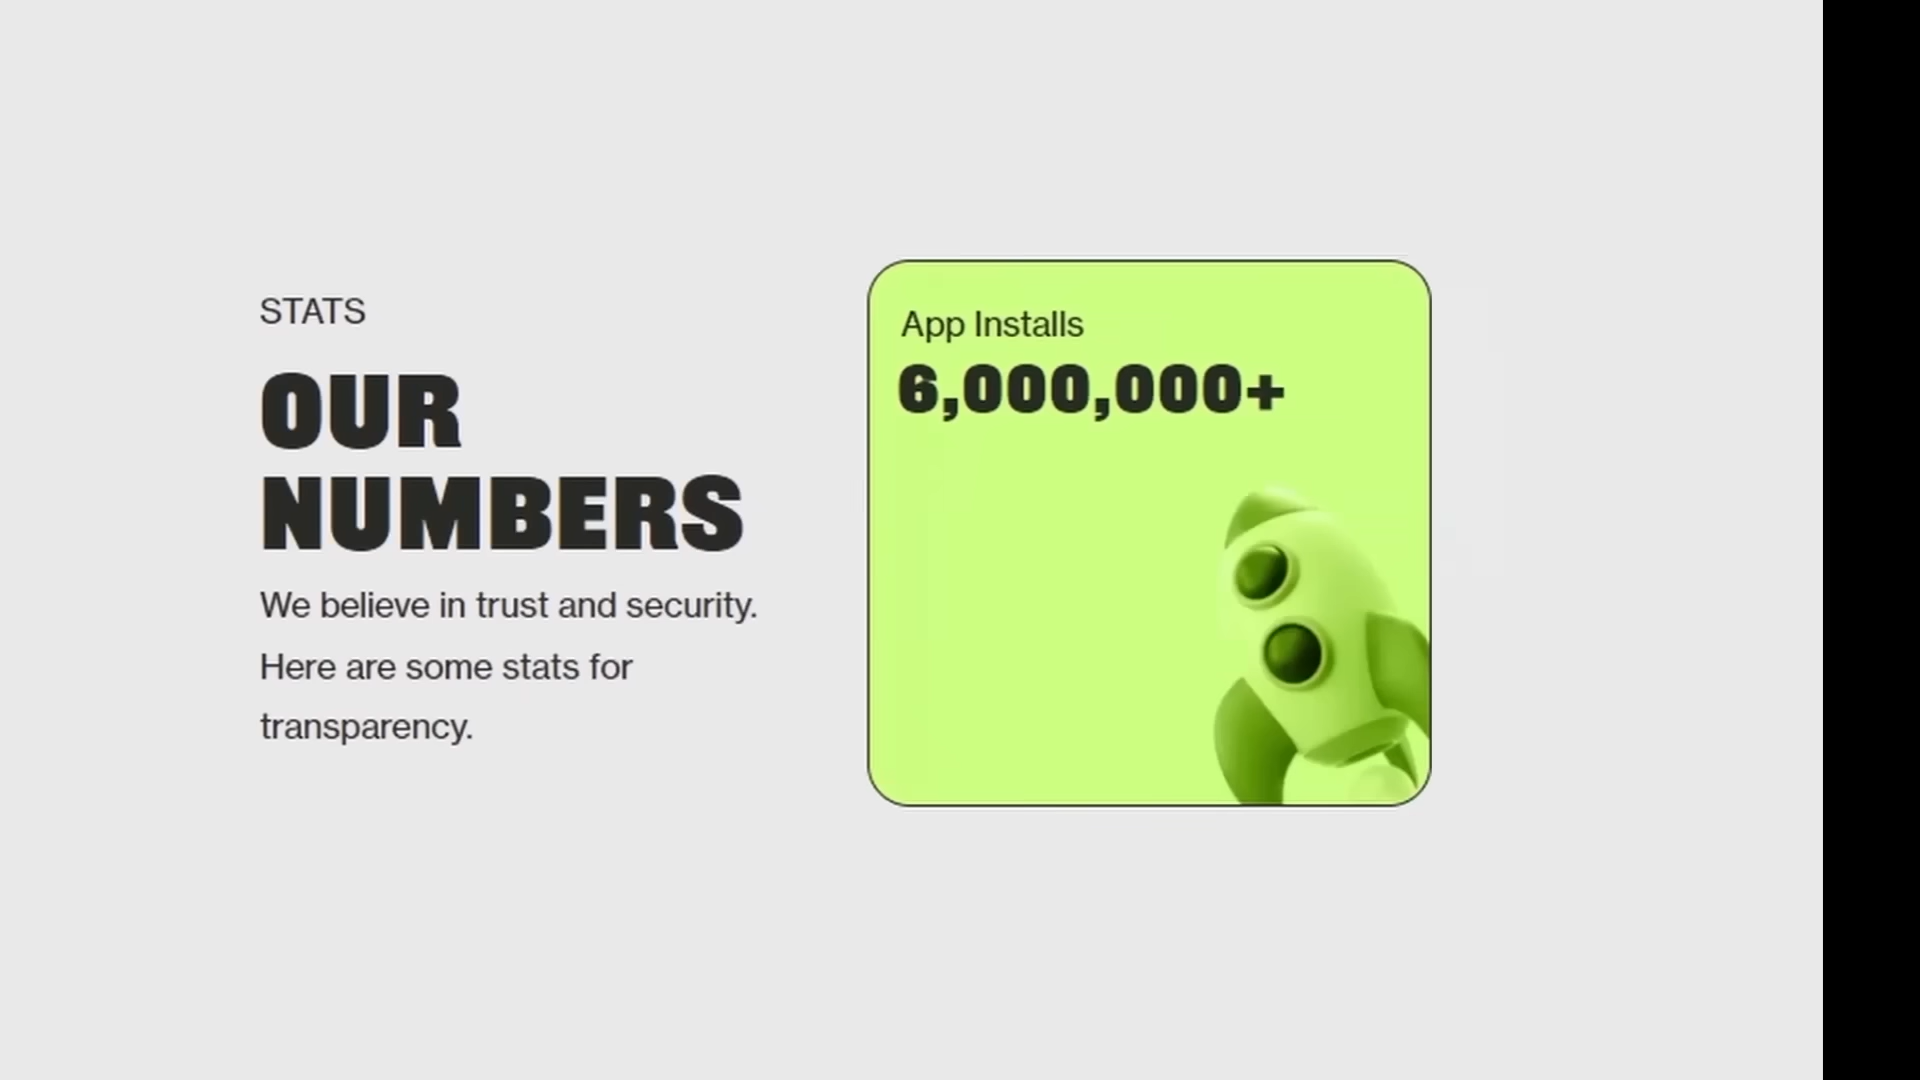 STATS
OUR
NUMBERS
We believe in trust and security.
Here are some stats for
transparency.
App Installs
6,000,000+